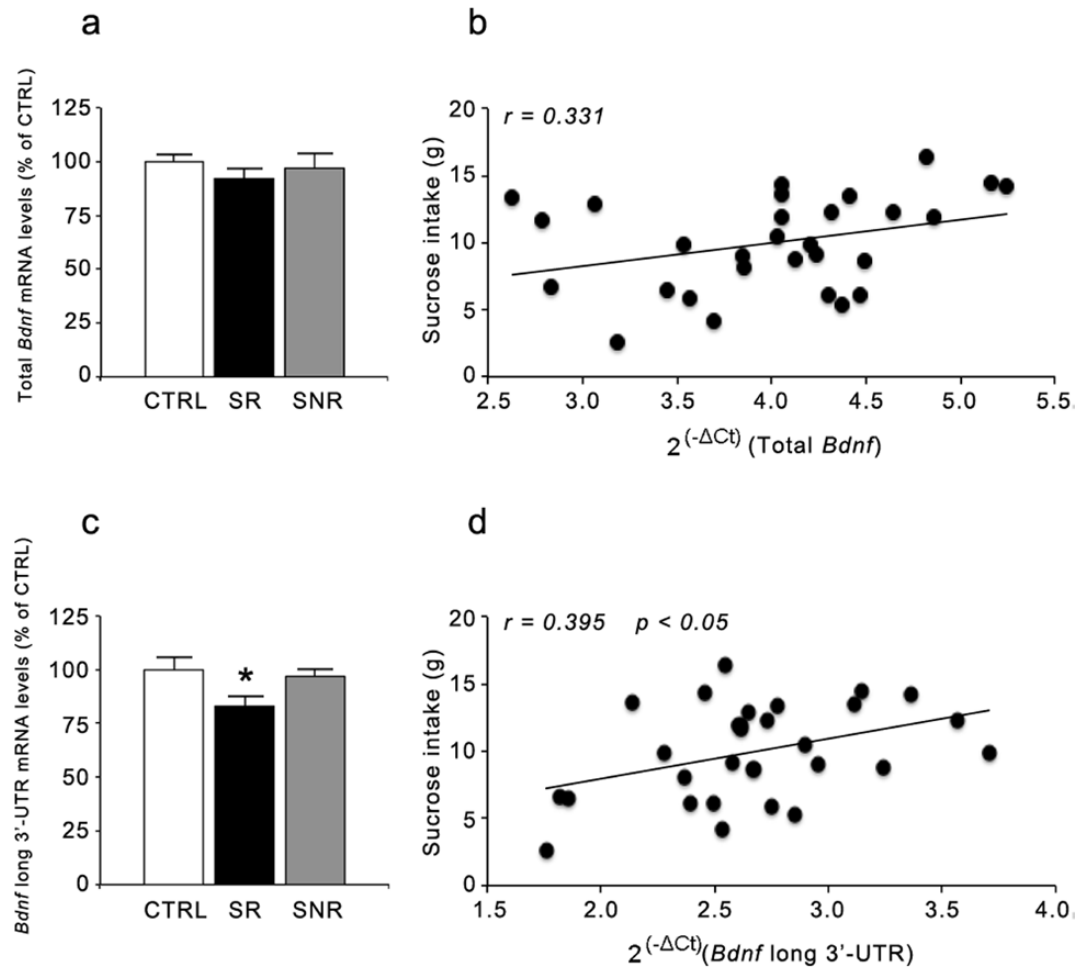 a
Total Bdnf mRNA levels (% of CTRL)
125
100
75
50
25
0
CTRL SR SNR
b
Sucrose intake (g)
20
15
10
5
0
r = 0.331
2.5 3.0 3.5 4.0 4.5 5.0 5.5
2^(-ΔCt) (Total Bdnf)
c
Bdnf long 3'-UTR mRNA levels (% of CTRL)
125
100
75
50
25
0
*
CTRL SR SNR
d
Sucrose intake (g)
20
15
10
5
0
r = 0.395 p < 0.05
1.5 2.0 2.5 3.0 3.5 4.0
2^(-ΔCt)(Bdnf long 3'-UTR)